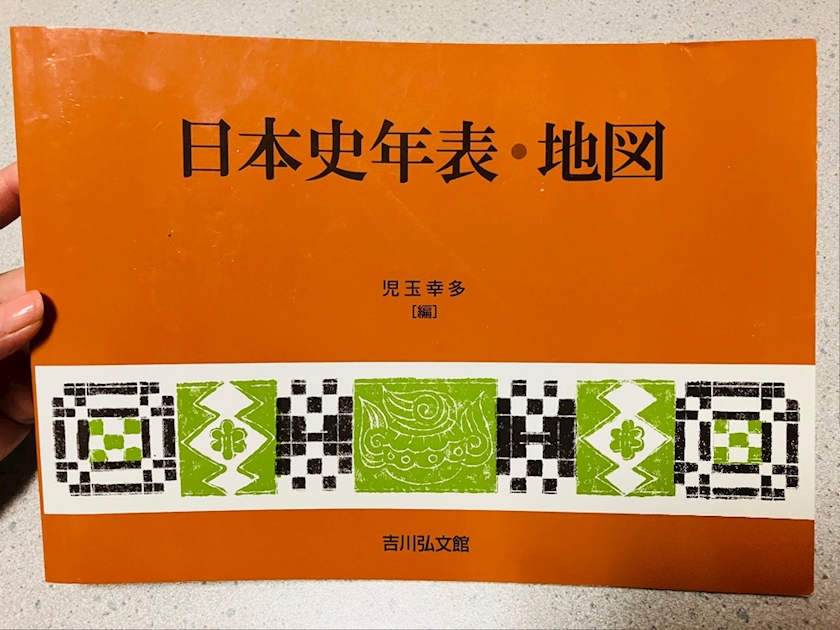 日本史年表・地図
児玉幸多
[編]
吉川弘文館